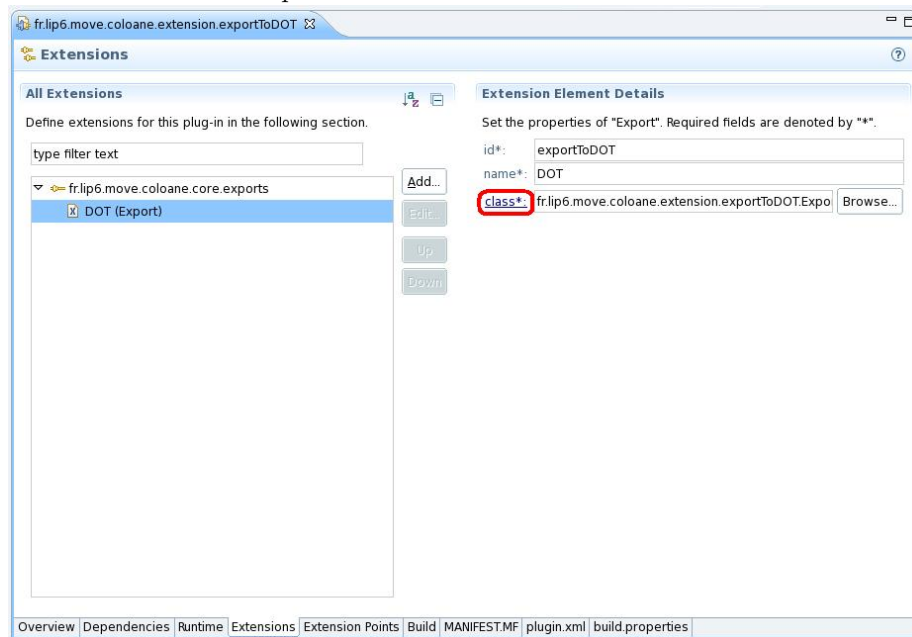 fr.lip6.move.coloane.extension.exportToDOT
Extensions
All Extensions
Define extensions for this plug-in in the following section.
type filter text
fr.lip6.move.coloane.core.exports
DOT (Export)
Add...
Edit...
Up
Down
Extension Element Details
Set the properties of "Export". Required fields are denoted by "*".
id*: exportToDOT
name*: DOT
class*: fr.lip6.move.coloane.extension.exportToDOT.Expo Browse...
Overview Dependencies Runtime Extensions Extension Points Build MANIFEST.MF plugin.xml build.properties